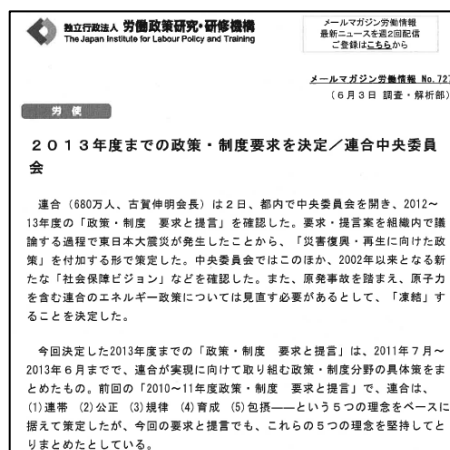 独立行政法人 労働政策研究・研修機構
The Japan Institute for Labour Policy and Training
メールマガジン労働情報
最新ニュースを週2回配信
ご登録はこちらから
メールマガジン労働情報 No.727
(6月3日 調査・解析部)
労 使
2013年度までの政策・制度要求を決定／連合中央委員
会
連合(680万人、古賀伸明会長)は2日、都内で中央委員会を開き、2012～
13年度の「政策・制度 要求と提言」を確認した。要求・提言案を組織内で議
論する過程で東日本大震災が発生したことから、「災害復興・再生に向けた政
策」を付加する形で策定した。中央委員会ではこのほか、2002年以来となる新
たな「社会保障ビジョン」などを確認した。また、原発事故を踏まえ、原子力
を含む連合のエネルギー政策については見直す必要があるとして、「凍結」す
ることを決定した。
今回決定した2013年度までの「政策・制度 要求と提言」は、2011年7月～
2013年6月までで、連合が実現に向けて取り組む政策・制度分野の具体策をま
とめたもの。前回の「2010～11年度政策・制度 要求と提言」で、連合は、
(1)連帯 (2)公正 (3)規律 (4)育成 (5)包摂――という5つの理念をベースに
据えて策定したが、今回の要求と提言でも、これらの5つの理念を堅持してと
りまとめたとしている。